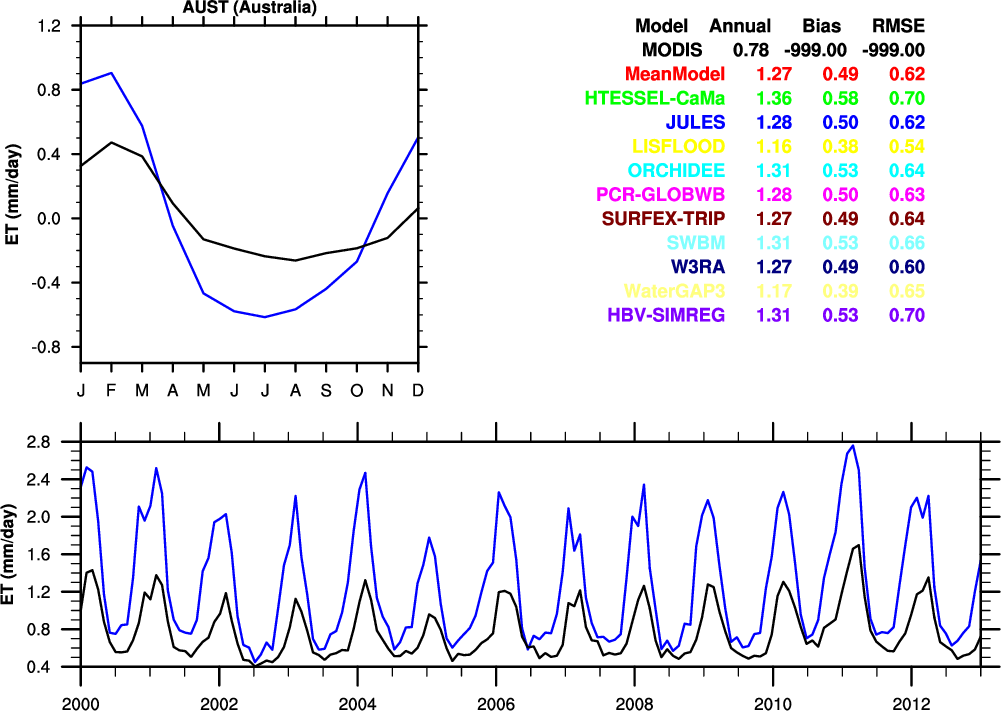 AUST (Australia)
1.2
0.8
0.4
0.0
-0.4
-0.8
ET (mm/day)
J F M A M J J A S O N D
Model Annual Bias RMSE
MODIS 0.78 -999.00 -999.00
MeanModel 1.27 0.49 0.62
HTESSEL-CaMa 1.36 0.58 0.70
JULES 1.28 0.50 0.62
LISFLOOD 1.16 0.38 0.54
ORCHIDEE 1.31 0.53 0.64
PCR-GLOBWB 1.28 0.50 0.63
SURFEX-TRIP 1.27 0.49 0.64
SWBM 1.31 0.53 0.66
W3RA 1.27 0.49 0.60
WaterGAP3 1.17 0.39 0.65
HBV-SIMREG 1.31 0.53 0.70
2.8
2.4
2.0
1.6
1.2
0.8
0.4
ET (mm/day)
2000 2002 2004 2006 2008 2010 2012